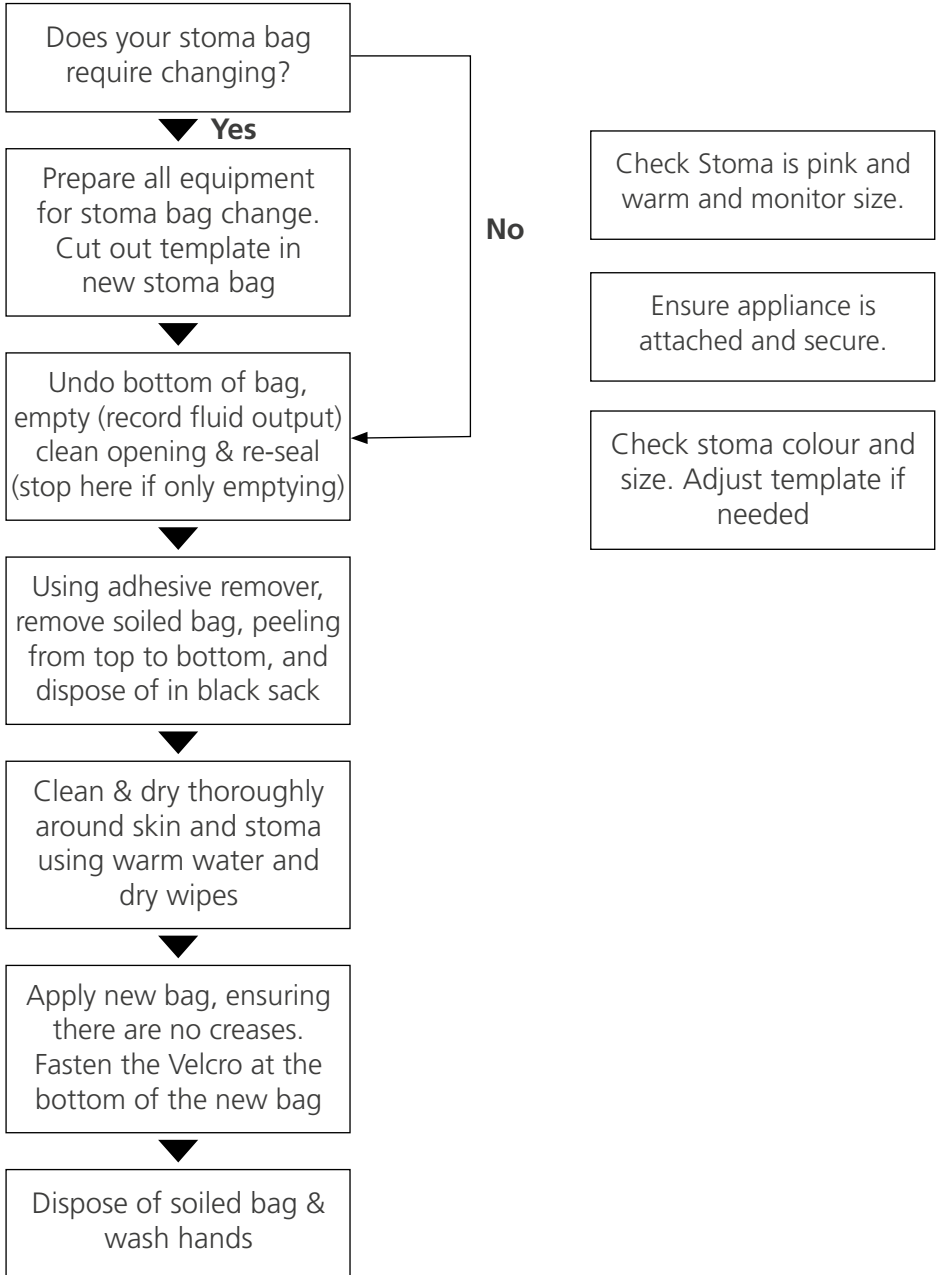 Does your stoma bag
require changing?
Yes
Prepare all equipment
for stoma bag change.
Cut out template in
new stoma bag
No
Undo bottom of bag,
empty (record fluid output)
clean opening & re-seal
(stop here if only emptying)
Using adhesive remover,
remove soiled bag, peeling
from top to bottom, and
dispose of in black sack
Clean & dry thoroughly
around skin and stoma
using warm water and
dry wipes
Apply new bag, ensuring
there are no creases.
Fasten the Velcro at the
bottom of the new bag
Dispose of soiled bag &
wash hands
Check Stoma is pink and
warm and monitor size.
Ensure appliance is
attached and secure.
Check stoma colour and
size. Adjust template if
needed